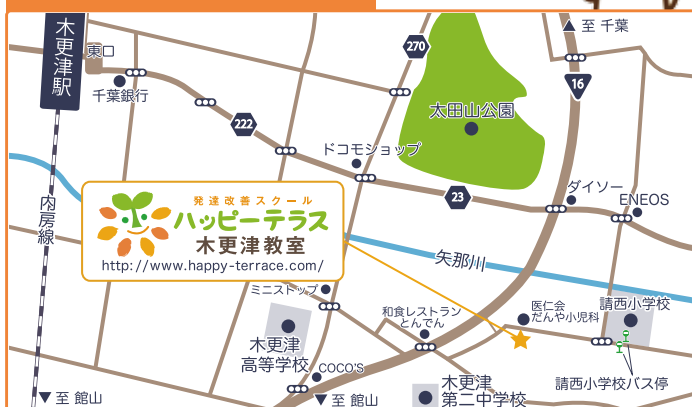 木更津駅
東口
千葉銀行
222
270
太田山公園
至 千葉
16
ドコモショップ
23
ダイソー
ENEOS
内房線
発達改善スクール
ハッピーテラス
木更津教室
http://www.happy-terrace.com/
矢那川
ミニストップ
木更津
高等学校
COCO'S
和食レストラン
とんでん
医仁会
だんや小児科
請西小学校
請西小学校バス停
木更津
第二中学校
至 館山
至 館山